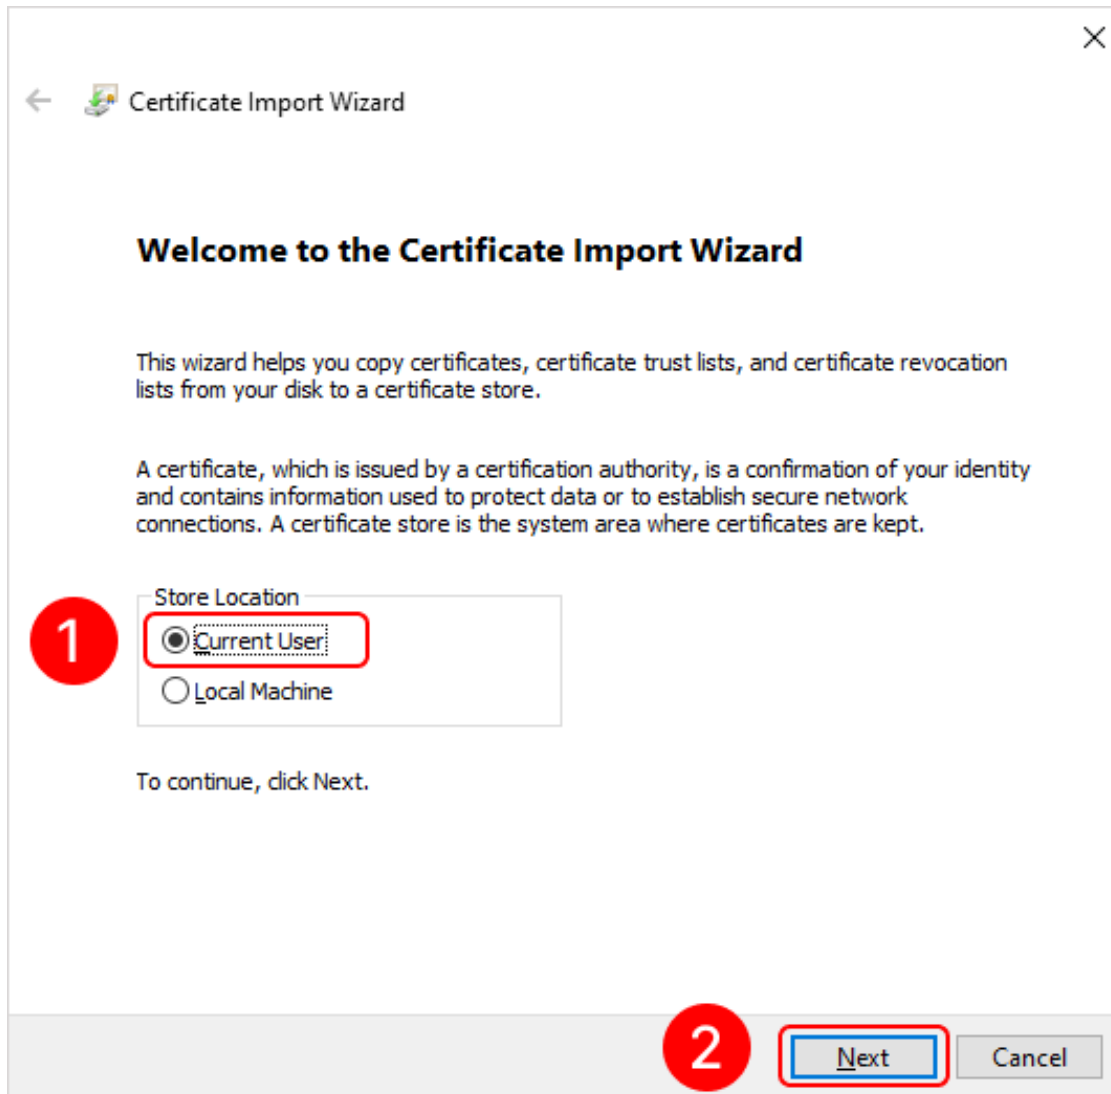 Certificate Import Wizard
Welcome to the Certificate Import Wizard
This wizard helps you copy certificates, certificate trust lists, and certificate revocation
lists from your disk to a certificate store.
A certificate, which is issued by a certification authority, is a confirmation of your identity
and contains information used to protect data or to establish secure network
connections. A certificate store is the system area where certificates are kept.
Store Location
1
Current User
Local Machine
To continue, click Next.
2
Next
Cancel